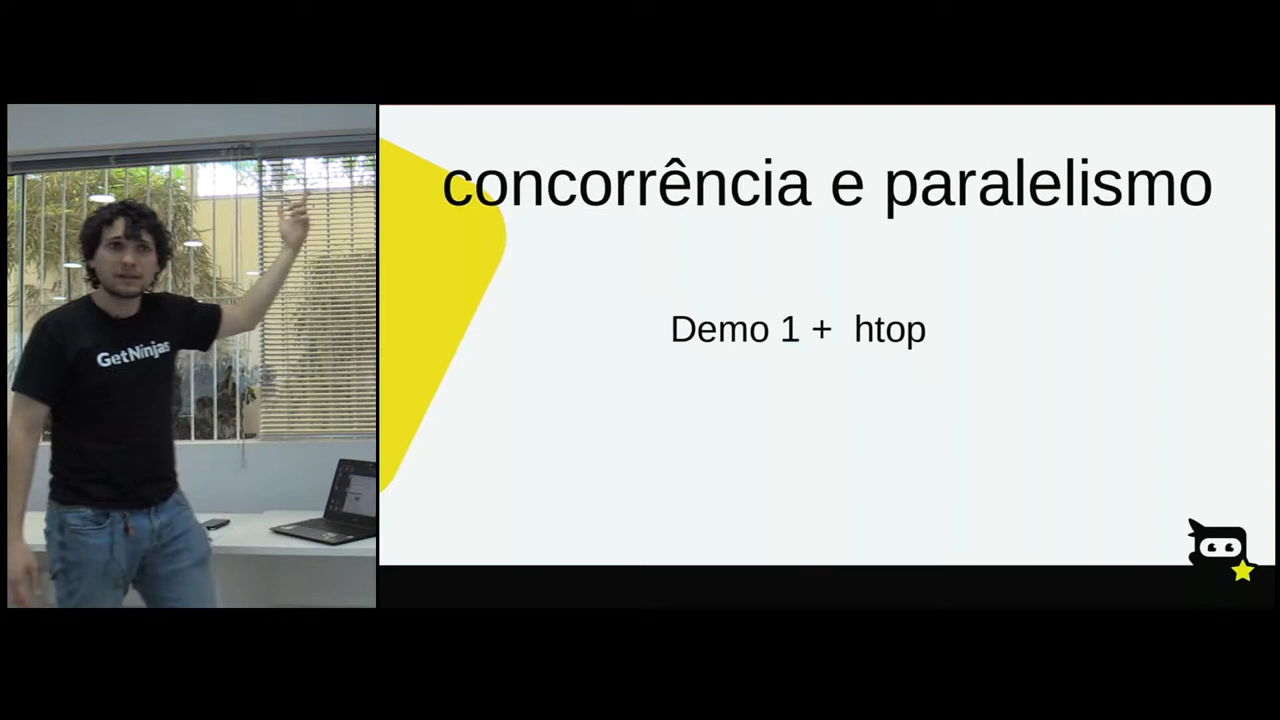 GetNinjas
concorrência e paralelismo
Demo 1 + htop